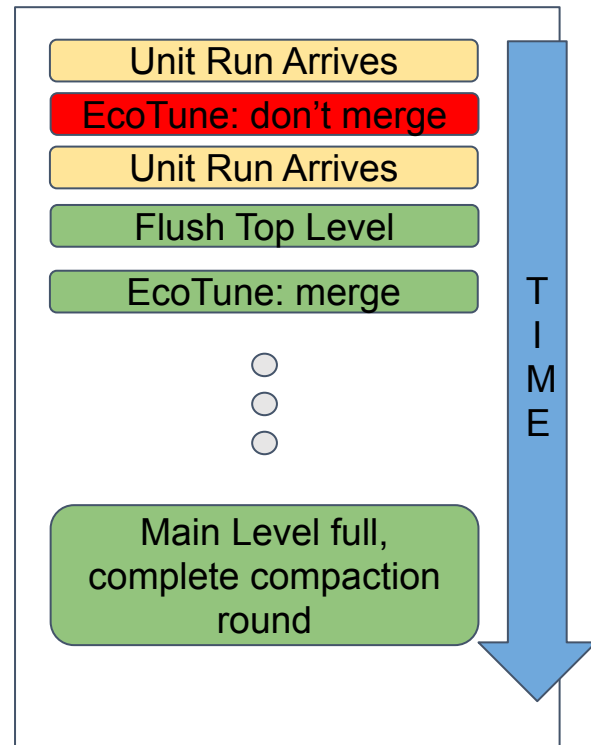 Unit Run Arrives
EcoTune: don't merge
Unit Run Arrives
Flush Top Level
EcoTune: merge
Main Level full,
complete compaction
round
T
I
M
E